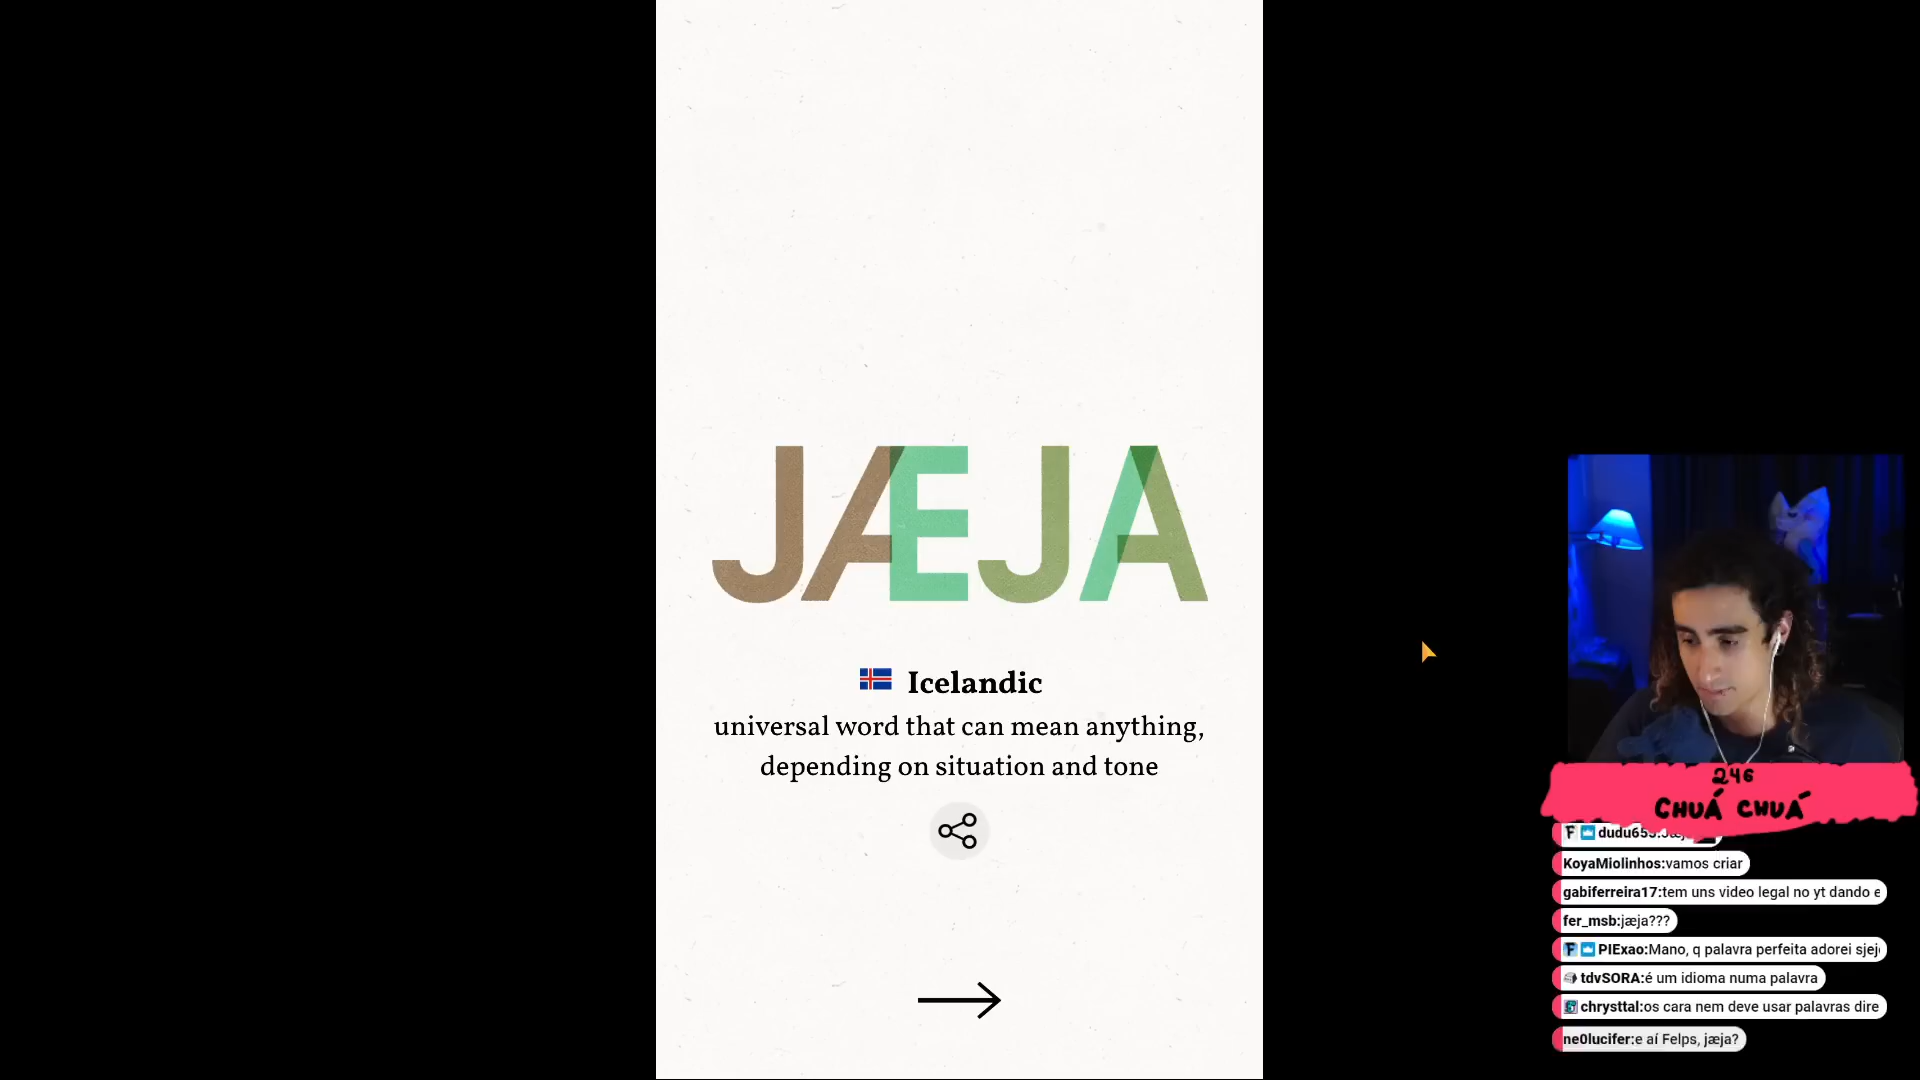 JÆJA
Icelandic
universal word that can mean anything,
depending on situation and tone
246
CHUÁ CHUÁ
KoyaMiolinhos:vamos criar
gabiferreira17:tem uns video legal no yt dando e
fer_msb:jæja???
PIExao:Mano, q palavra perfeita adorei sjej
tdvSORA:é um idioma numa palavra
chrysttal:os cara nem deve usar palavras dire
ne0lucifer:e aí Felps, jæja?